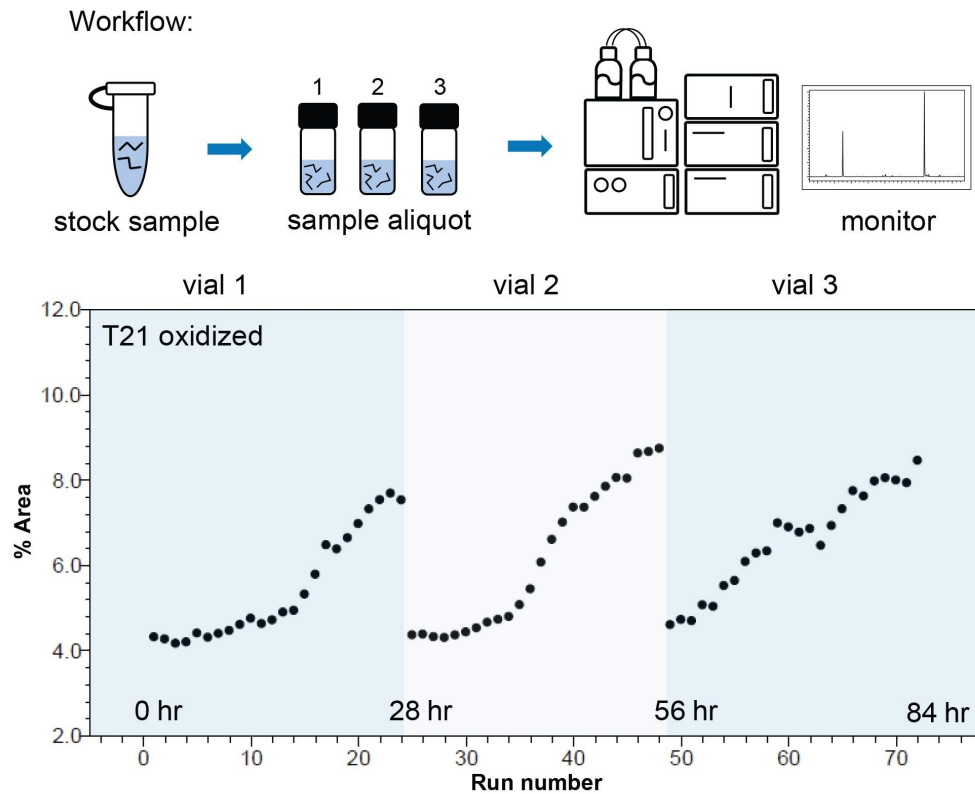 Workflow:
1 2 3
stock sample
sample aliquot
monitor
vial 1 vial 2 vial 3
T21 oxidized
12.0
10.0
8.0
6.0
4.0
2.0
% Area
0 hr 28 hr 56 hr 84 hr
0 10 20 30 40 50 60 70
Run number